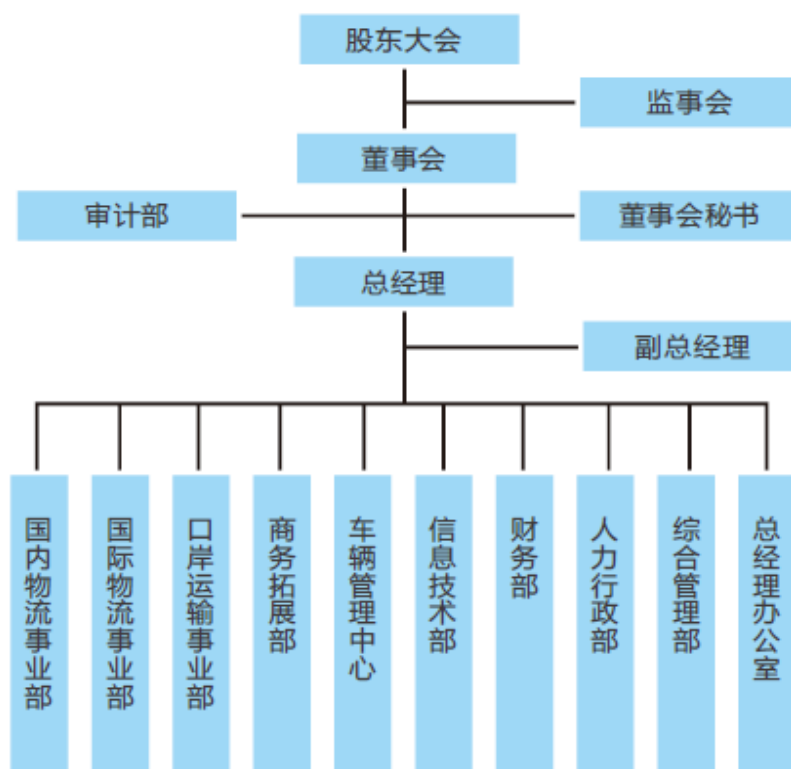 股东大会
监事会
董事会
审计部
董事会秘书
总经理
副总经理
国内物流事业部
国际物流事业部
口岸运输事业部
商务拓展部
车辆管理中心
信息技术部
财务部
人力行政部
综合管理部
总经理办公室